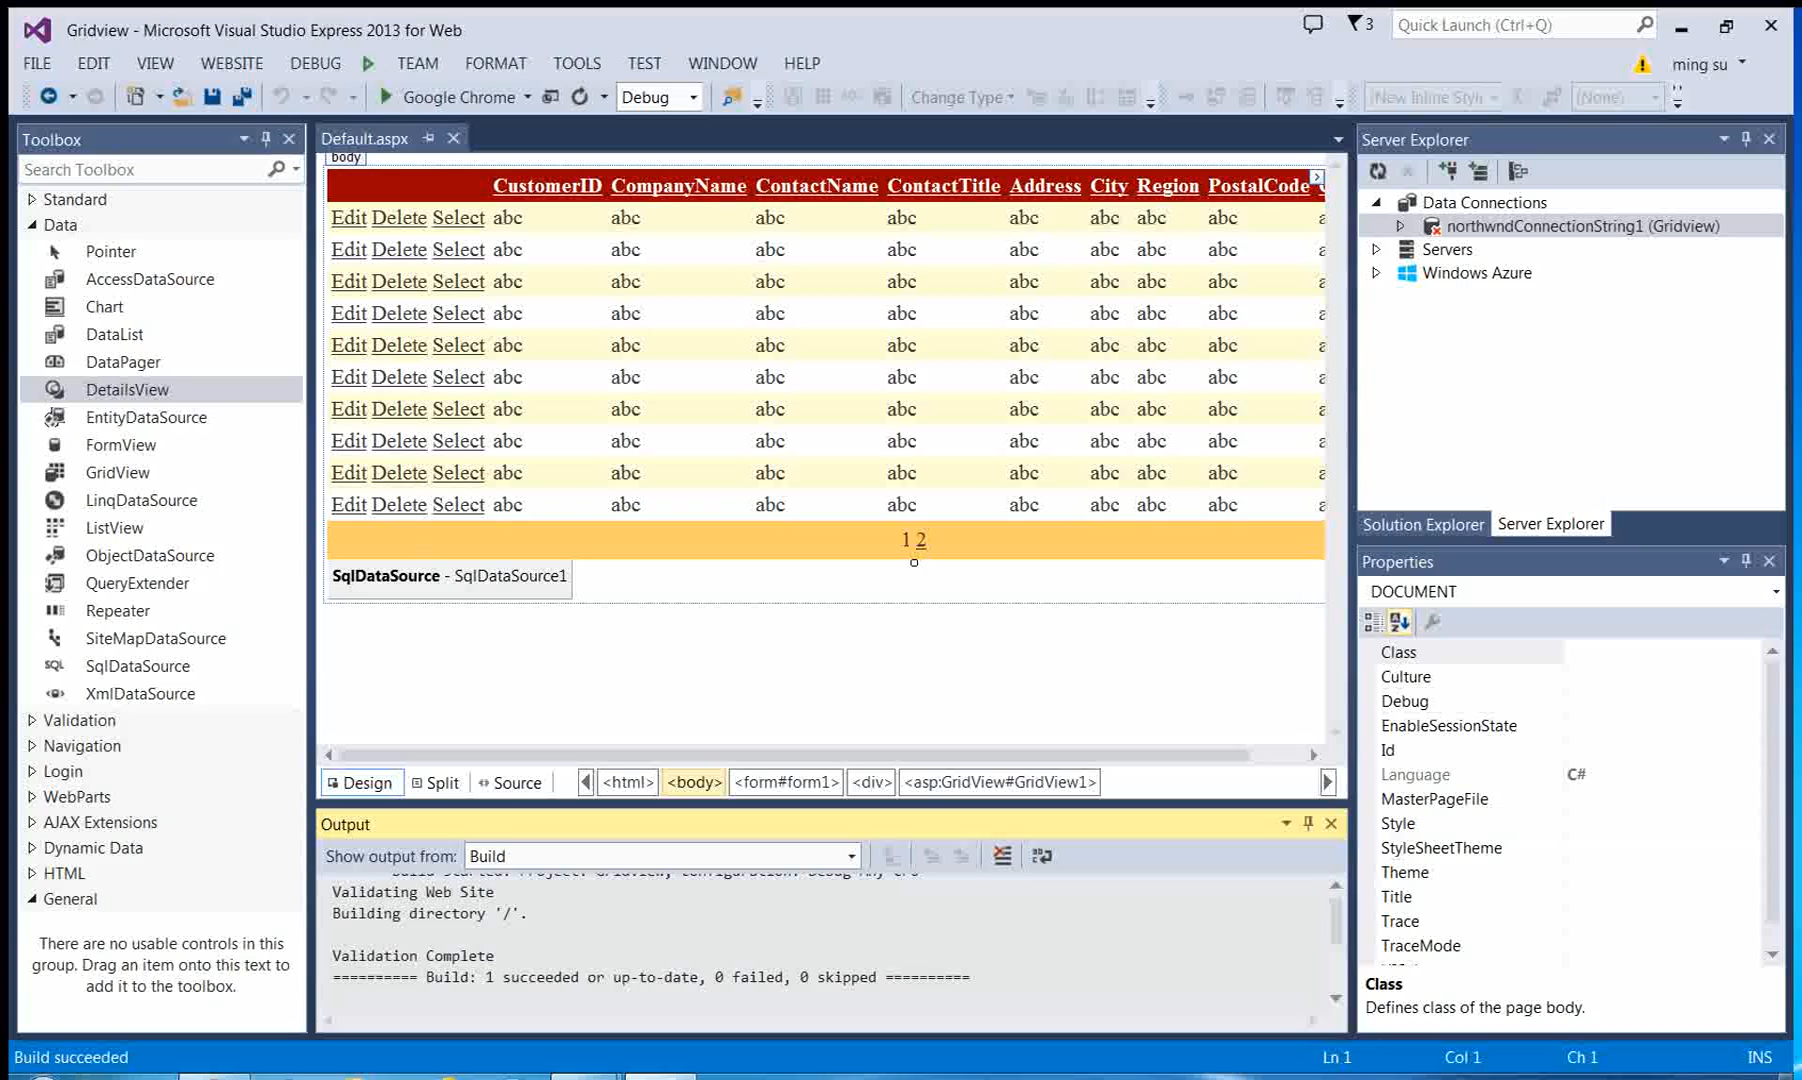 Gridview - Microsoft Visual Studio Express 2013 for Web
3
Quick Launch (Ctrl+Q)
FILE EDIT VIEW WEBSITE DEBUG TEAM FORMAT TOOLS TEST WINDOW HELP
ming su
Google Chrome Debug Change Type (New Inline Style (None)
Toolbox
Search Toolbox
Standard
Data
Pointer
AccessDataSource
Chart
DataList
DataPager
DetailsView
EntityDataSource
FormView
GridView
LinqDataSource
ListView
ObjectDataSource
QueryExtender
Repeater
SiteMapDataSource
SQL SqlDataSource
XmlDataSource
Validation
Navigation
Login
WebParts
AJAX Extensions
Dynamic Data
HTML
General
There are no usable controls in this
group. Drag an item onto this text to
add it to the toolbox.
Default.aspx
body
CustomerID CompanyName ContactName ContactTitle Address City Region PostalCode
Edit Delete Select abc abc abc abc abc abc abc abc a
Edit Delete Select abc abc abc abc abc abc abc abc a
Edit Delete Select abc abc abc abc abc abc abc abc a
Edit Delete Select abc abc abc abc abc abc abc abc a
Edit Delete Select abc abc abc abc abc abc abc abc a
Edit Delete Select abc abc abc abc abc abc abc abc a
Edit Delete Select abc abc abc abc abc abc abc abc a
Edit Delete Select abc abc abc abc abc abc abc abc a
Edit Delete Select abc abc abc abc abc abc abc abc a
Edit Delete Select abc abc abc abc abc abc abc abc a
1 2
SqlDataSource - SqlDataSource1
Design Split Source <html> <body> <form#form1> <div> <asp:GridView#GridView1>
Output
Show output from: Build
Build started: Project: Gridview, Configuration: Debug Any CPU
Validating Web Site
Building directory '/'.
Validation Complete
========== Build: 1 succeeded or up-to-date, 0 failed, 0 skipped ==========
Server Explorer
Data Connections
northwndConnectionString1 (Gridview)
Servers
Windows Azure
Solution Explorer Server Explorer
Properties
DOCUMENT
Class
Culture
Debug
EnableSessionState
Id
Language C#
MasterPageFile
Style
StyleSheetTheme
Theme
Title
Trace
TraceMode
Class
Defines class of the page body.
Build succeeded Ln 1 Col 1 Ch 1 INS